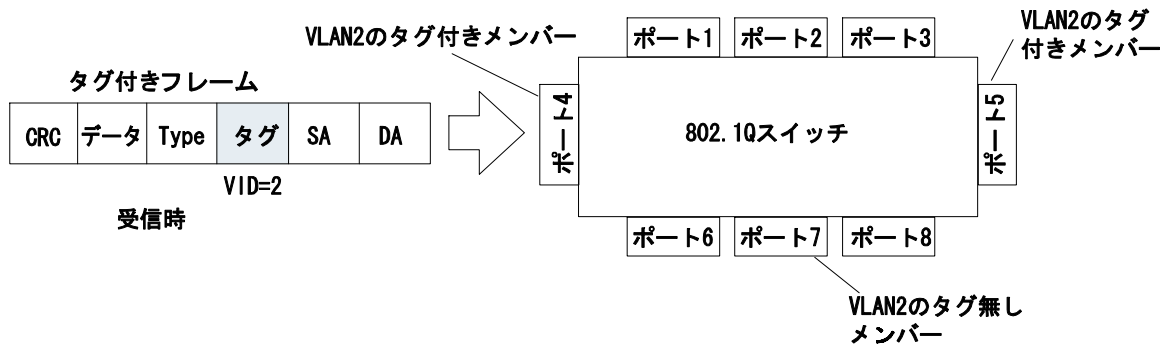 VLAN2のタグ付きメンバー
ポート1
ポート2
ポート3
VLAN2のタグ
付きメンバー
タグ付きフレーム
CRC
データ
Type
タグ
SA
DA
ポート4
802.1Qスイッチ
ポート5
VID=2
受信時
ポート6
ポート7
ポート8
VLAN2のタグ無し
メンバー